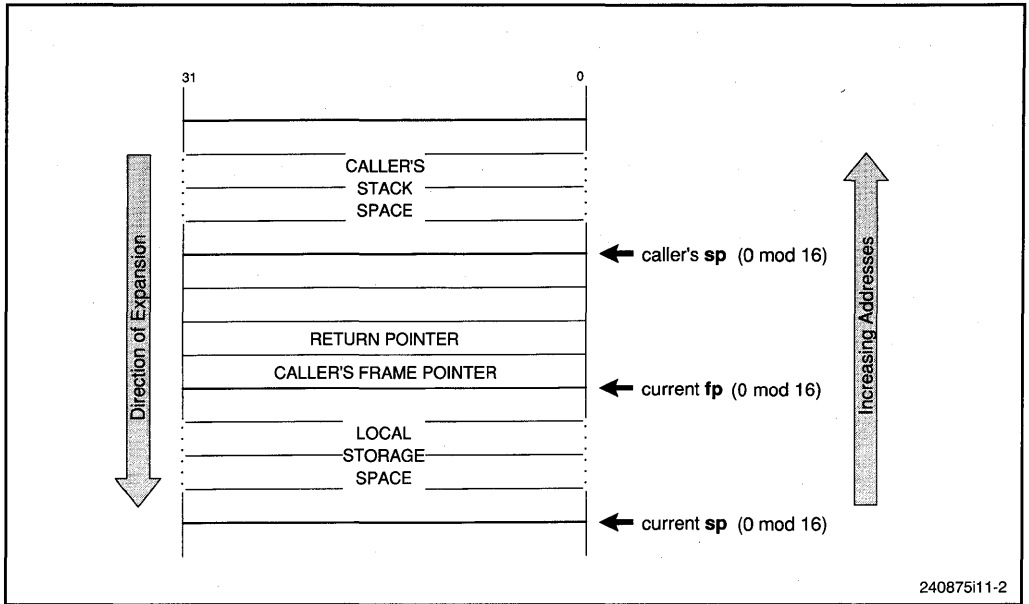 31 0
CALLER'S
STACK
SPACE
Direction of Expansion
Increasing Addresses
caller's sp (0 mod 16)
RETURN POINTER
CALLER'S FRAME POINTER
current fp (0 mod 16)
LOCAL
STORAGE
SPACE
current sp (0 mod 16)
240875i11-2